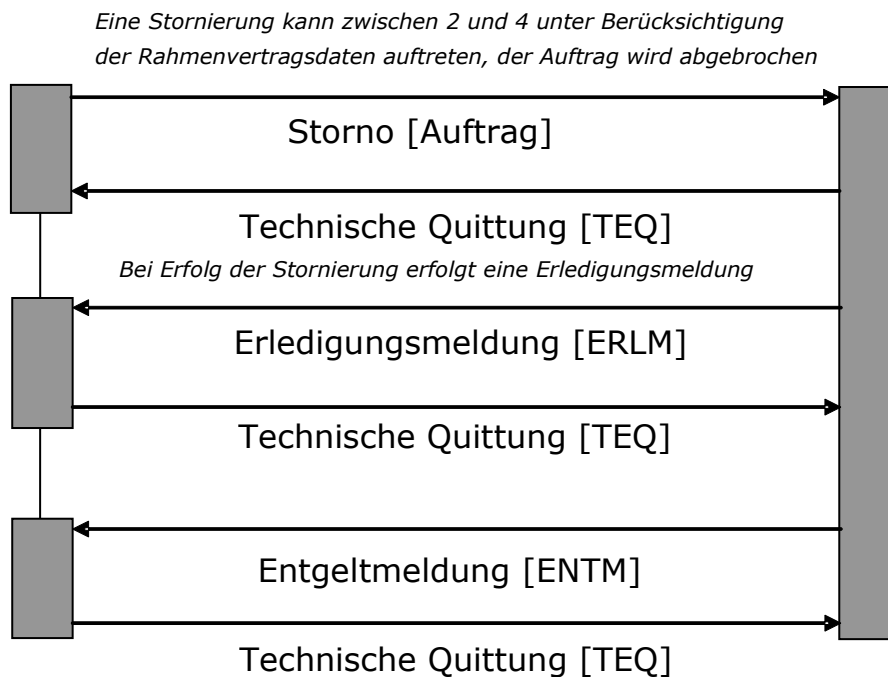 Eine Stornierung kann zwischen 2 und 4 unter Berücksichtigung
der Rahmenvertragsdaten auftreten, der Auftrag wird abgebrochen
Storno [Auftrag]
Technische Quittung [TEQ]
Bei Erfolg der Stornierung erfolgt eine Erledigungsmeldung
Erledigungsmeldung [ERLM]
Technische Quittung [TEQ]
Entgeltmeldung [ENTM]
Technische Quittung [TEQ]